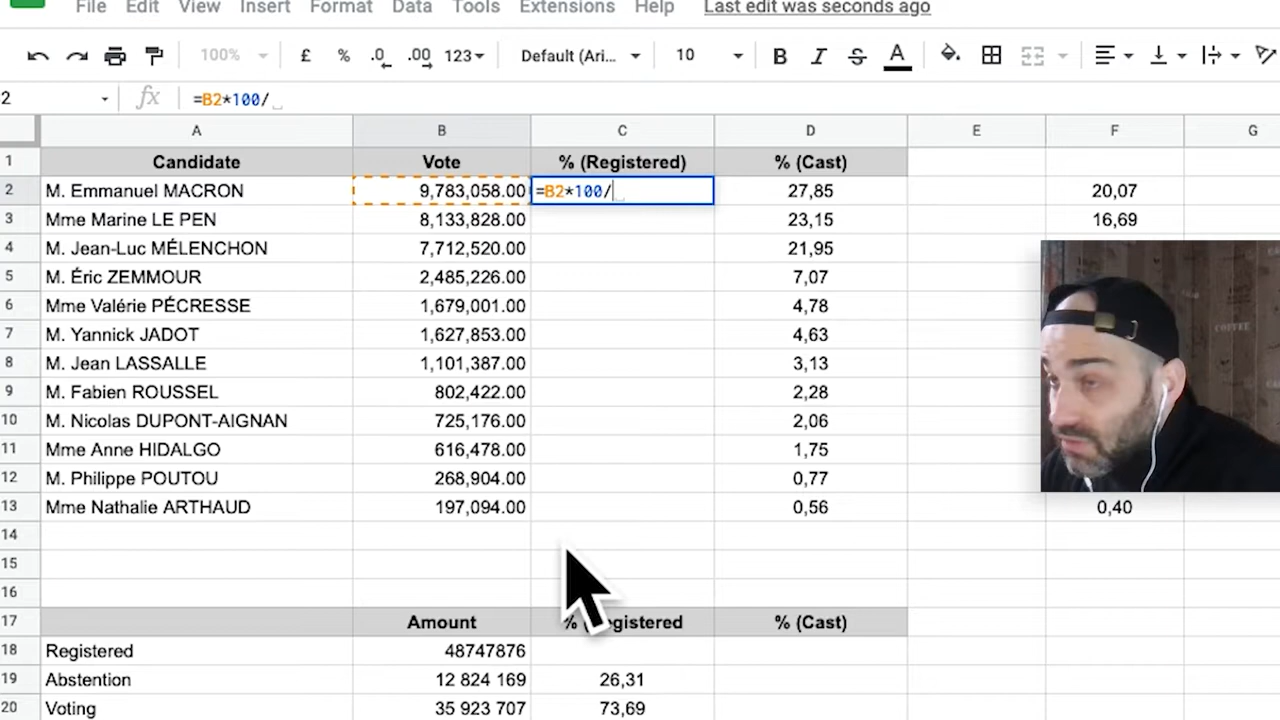 File Edit View Insert Format Data Tools Extensions Help Last edit was seconds ago
100% £ % .0 .00 123 Default (Ari... 10 B I S A
2 fx =B2*100/
A B C D E F G
1 Candidate Vote % (Registered) % (Cast)
2 M. Emmanuel MACRON 9,783,058.00 =B2*100/ 27,85 20,07
3 Mme Marine LE PEN 8,133,828.00 23,15 16,69
4 M. Jean-Luc MÉLENCHON 7,712,520.00 21,95
5 M. Éric ZEMMOUR 2,485,226.00 7,07
6 Mme Valérie PÉCRESSE 1,679,001.00 4,78
7 M. Yannick JADOT 1,627,853.00 4,63
8 M. Jean LASSALLE 1,101,387.00 3,13
9 M. Fabien ROUSSEL 802,422.00 2,28
10 M. Nicolas DUPONT-AIGNAN 725,176.00 2,06
11 Mme Anne HIDALGO 616,478.00 1,75
12 M. Philippe POUTOU 268,904.00 0,77
13 Mme Nathalie ARTHAUD 197,094.00 0,56 0,40
14
15
16
17 Amount % gistered % (Cast)
18 Registered 48747876
19 Abstention 12 824 169 26,31
20 Voting 35 923 707 73,69
COFFEE